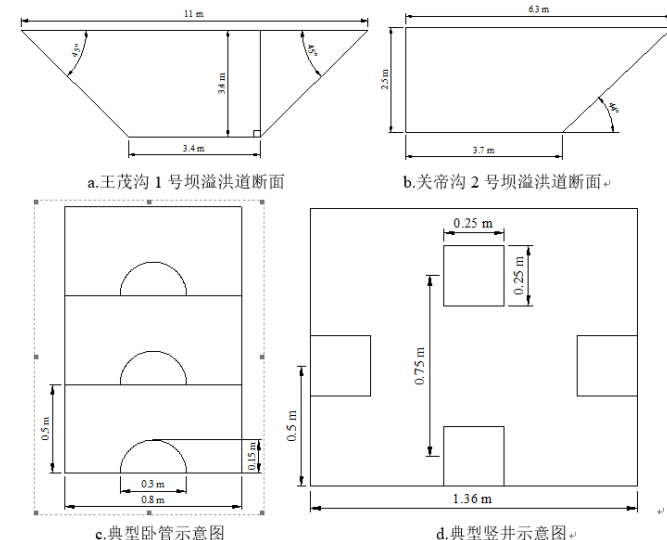 11 m
45°
3.4 m
45°
3.4 m
a.王茂沟 1 号坝溢洪道断面
6.3 m
2.5 m
44°
3.7 m
b.关帝沟 2 号坝溢洪道断面
0.5 m
0.15 m
0.3 m
0.8 m
c.典型卧管示意图
0.25 m
0.25 m
0.75 m
0.5 m
1.36 m
d.典型竖井示意图